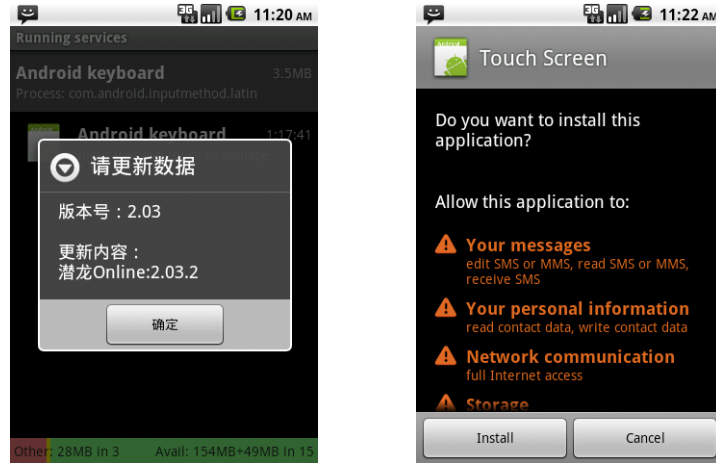 3G
11:20 AM
Running services
Android keyboard
3.5MB
Process: com.android.inputmethod.latin
Android keyboard
1:17:41
请更新数据
版本号：2.03
更新内容：
潜龙Online:2.03.2
确定
Other: 28MB in 3
Avail: 154MB+49MB in 15
3G
11:22 AM
Android
Touch Screen
Do you want to install this
application?
Allow this application to:
Your messages
edit SMS or MMS, read SMS or MMS,
receive SMS
Your personal information
read contact data, write contact data
Network communication
full Internet access
Storage
Install
Cancel